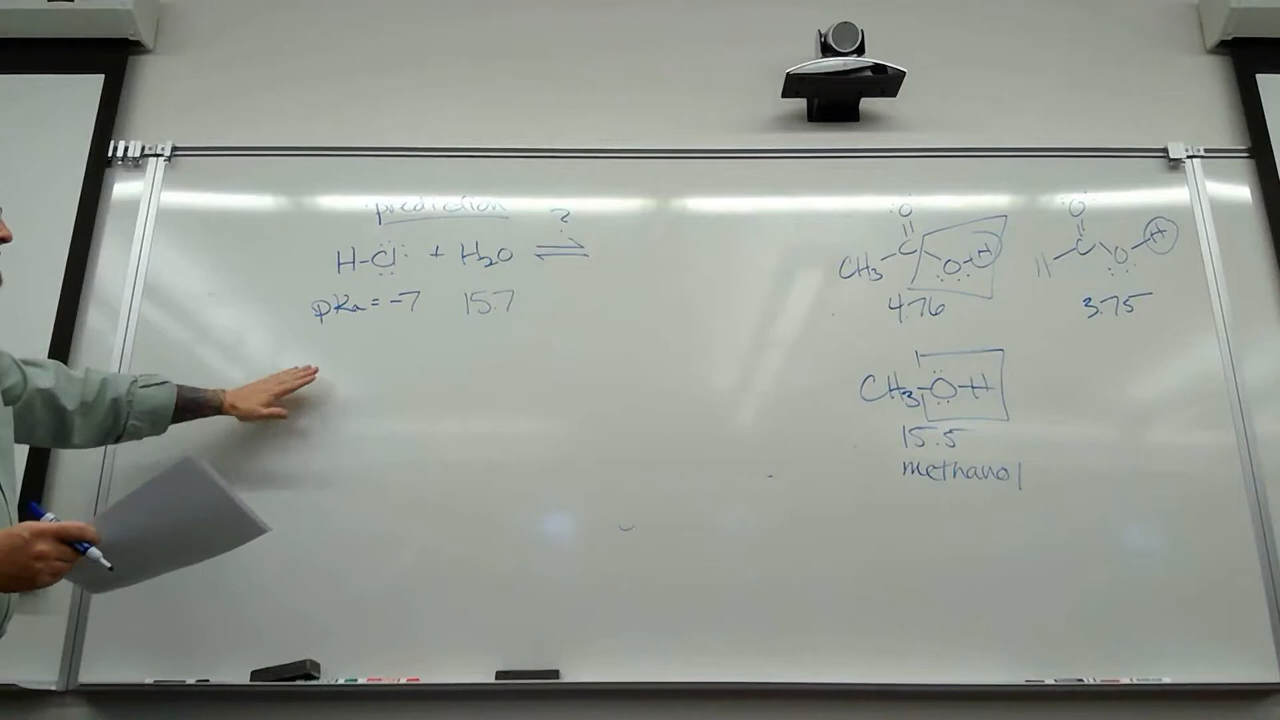 prediction
?
H-Cl + H₂O ⇌
pKa = -7 15.7
O O
CH₃ C O-H H C O H
4.76 3.75
CH₃-O-H
15.5
methanol